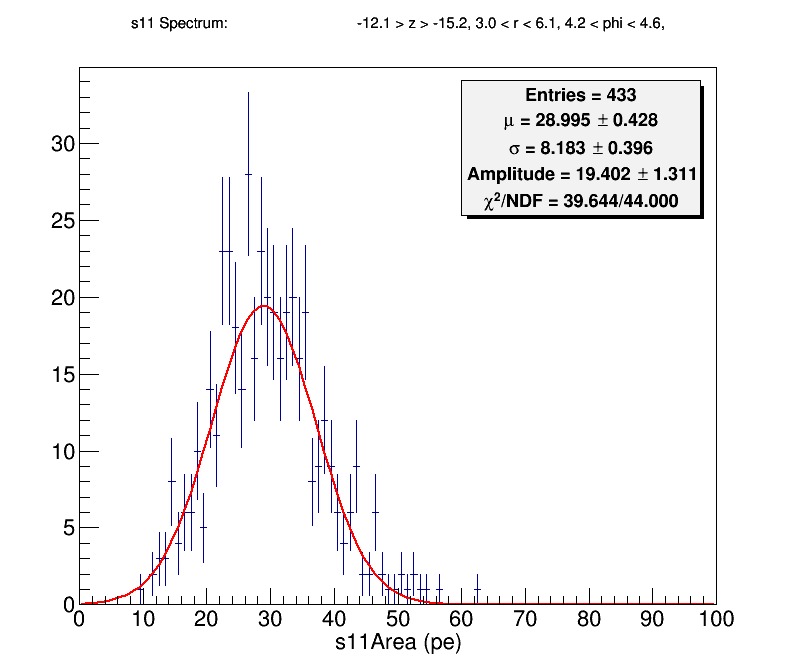 s11 Spectrum: -12.1 > z > -15.2, 3.0 < r < 6.1, 4.2 < phi < 4.6,
Entries = 433
μ = 28.995 ± 0.428
σ = 8.183 ± 0.396
Amplitude = 19.402 ± 1.311
χ²/NDF = 39.644/44.000
30
25
20
15
10
5
0
0 10 20 30 40 50 60 70 80 90 100
s11Area (pe)